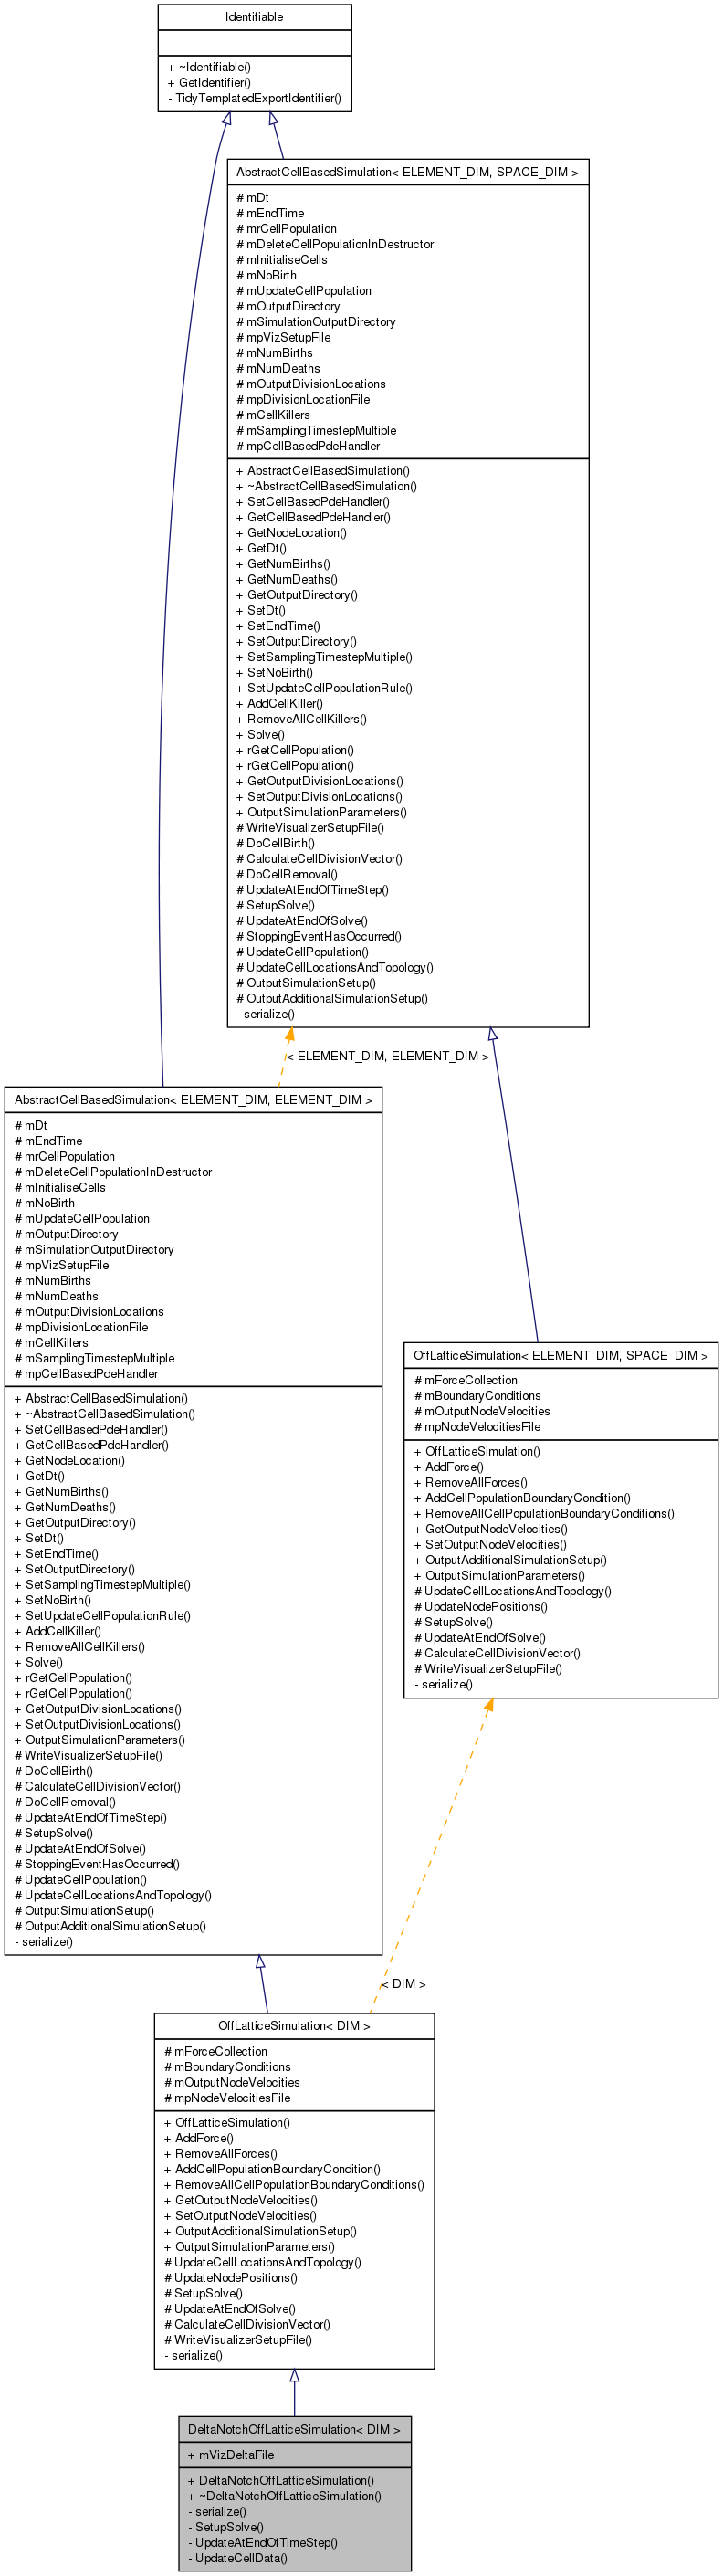 Identifiable
+ ~Identifiable()
+ GetIdentifier()
- TidyTemplatedExportIdentifier()
AbstractCellBasedSimulation< ELEMENT_DIM, SPACE_DIM >
# mDt
# mEndTime
# mrCellPopulation
# mDeleteCellPopulationInDestructor
# mInitialiseCells
# mNoBirth
# mUpdateCellPopulation
# mOutputDirectory
# mSimulationOutputDirectory
# mpVizSetupFile
# mNumBirths
# mNumDeaths
# mOutputDivisionLocations
# mpDivisionLocationFile
# mCellKillers
# mSamplingTimestepMultiple
# mpCellBasedPdeHandler
+ AbstractCellBasedSimulation()
+ ~AbstractCellBasedSimulation()
+ SetCellBasedPdeHandler()
+ GetCellBasedPdeHandler()
+ GetNodeLocation()
+ GetDt()
+ GetNumBirths()
+ GetNumDeaths()
+ GetOutputDirectory()
+ SetDt()
+ SetEndTime()
+ SetOutputDirectory()
+ SetSamplingTimestepMultiple()
+ SetNoBirth()
+ SetUpdateCellPopulationRule()
+ AddCellKiller()
+ RemoveAllCellKillers()
+ Solve()
+ rGetCellPopulation()
+ rGetCellPopulation()
+ GetOutputDivisionLocations()
+ SetOutputDivisionLocations()
+ OutputSimulationParameters()
# WriteVisualizerSetupFile()
# DoCellBirth()
# CalculateCellDivisionVector()
# DoCellRemoval()
# UpdateAtEndOfTimeStep()
# SetupSolve()
# UpdateAtEndOfSolve()
# StoppingEventHasOccurred()
# UpdateCellPopulation()
# UpdateCellLocationsAndTopology()
# OutputSimulationSetup()
# OutputAdditionalSimulationSetup()
- serialize()
< ELEMENT_DIM, ELEMENT_DIM >
AbstractCellBasedSimulation< ELEMENT_DIM, ELEMENT_DIM >
# mDt
# mEndTime
# mrCellPopulation
# mDeleteCellPopulationInDestructor
# mInitialiseCells
# mNoBirth
# mUpdateCellPopulation
# mOutputDirectory
# mSimulationOutputDirectory
# mpVizSetupFile
# mNumBirths
# mNumDeaths
# mOutputDivisionLocations
# mpDivisionLocationFile
# mCellKillers
# mSamplingTimestepMultiple
# mpCellBasedPdeHandler
+ AbstractCellBasedSimulation()
+ ~AbstractCellBasedSimulation()
+ SetCellBasedPdeHandler()
+ GetCellBasedPdeHandler()
+ GetNodeLocation()
+ GetDt()
+ GetNumBirths()
+ GetNumDeaths()
+ GetOutputDirectory()
+ SetDt()
+ SetEndTime()
+ SetOutputDirectory()
+ SetSamplingTimestepMultiple()
+ SetNoBirth()
+ SetUpdateCellPopulationRule()
+ AddCellKiller()
+ RemoveAllCellKillers()
+ Solve()
+ rGetCellPopulation()
+ rGetCellPopulation()
+ GetOutputDivisionLocations()
+ SetOutputDivisionLocations()
+ OutputSimulationParameters()
# WriteVisualizerSetupFile()
# DoCellBirth()
# CalculateCellDivisionVector()
# DoCellRemoval()
# UpdateAtEndOfTimeStep()
# SetupSolve()
# UpdateAtEndOfSolve()
# StoppingEventHasOccurred()
# UpdateCellPopulation()
# UpdateCellLocationsAndTopology()
# OutputSimulationSetup()
# OutputAdditionalSimulationSetup()
- serialize()
OffLatticeSimulation< ELEMENT_DIM, SPACE_DIM >
# mForceCollection
# mBoundaryConditions
# mOutputNodeVelocities
# mpNodeVelocitiesFile
+ OffLatticeSimulation()
+ AddForce()
+ RemoveAllForces()
+ AddCellPopulationBoundaryCondition()
+ RemoveAllCellPopulationBoundaryConditions()
+ GetOutputNodeVelocities()
+ SetOutputNodeVelocities()
+ OutputAdditionalSimulationSetup()
+ OutputSimulationParameters()
# UpdateCellLocationsAndTopology()
# UpdateNodePositions()
# SetupSolve()
# UpdateAtEndOfSolve()
# CalculateCellDivisionVector()
# WriteVisualizerSetupFile()
- serialize()
< DIM >
OffLatticeSimulation< DIM >
# mForceCollection
# mBoundaryConditions
# mOutputNodeVelocities
# mpNodeVelocitiesFile
+ OffLatticeSimulation()
+ AddForce()
+ RemoveAllForces()
+ AddCellPopulationBoundaryCondition()
+ RemoveAllCellPopulationBoundaryConditions()
+ GetOutputNodeVelocities()
+ SetOutputNodeVelocities()
+ OutputAdditionalSimulationSetup()
+ OutputSimulationParameters()
# UpdateCellLocationsAndTopology()
# UpdateNodePositions()
# SetupSolve()
# UpdateAtEndOfSolve()
# CalculateCellDivisionVector()
# WriteVisualizerSetupFile()
- serialize()
DeltaNotchOffLatticeSimulation< DIM >
+ mVizDeltaFile
+ DeltaNotchOffLatticeSimulation()
+ ~DeltaNotchOffLatticeSimulation()
- serialize()
- SetupSolve()
- UpdateAtEndOfTimeStep()
- UpdateCellData()